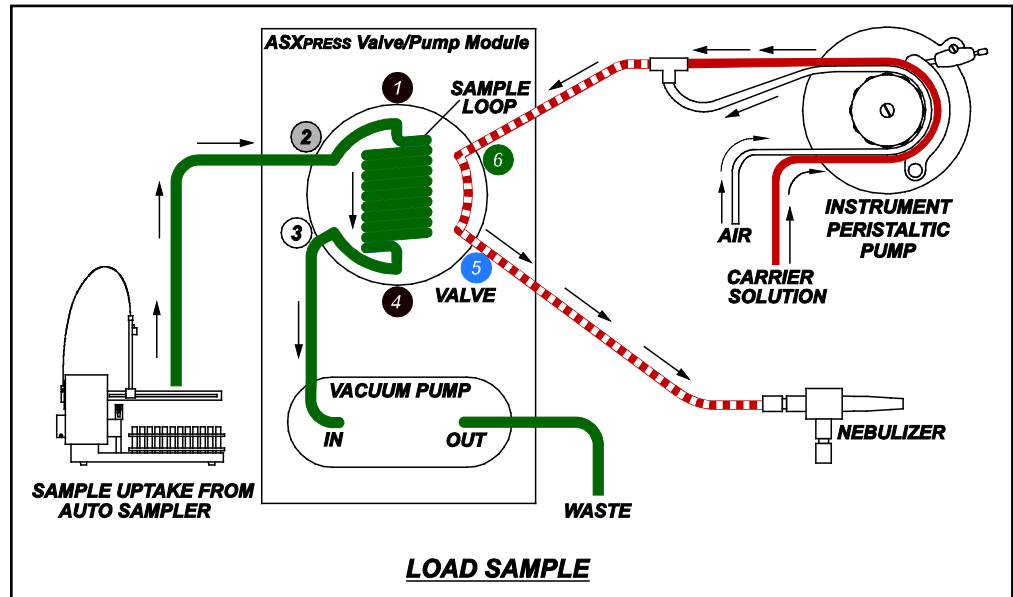 ASXPRESS Valve/Pump Module
1
SAMPLE
LOOP
2
6
3
AIR
INSTRUMENT
PERISTALTIC
PUMP
5
4
VALVE
CARRIER
SOLUTION
VACUUM PUMP
IN
OUT
NEBULIZER
SAMPLE UPTAKE FROM
AUTO SAMPLER
WASTE
LOAD SAMPLE